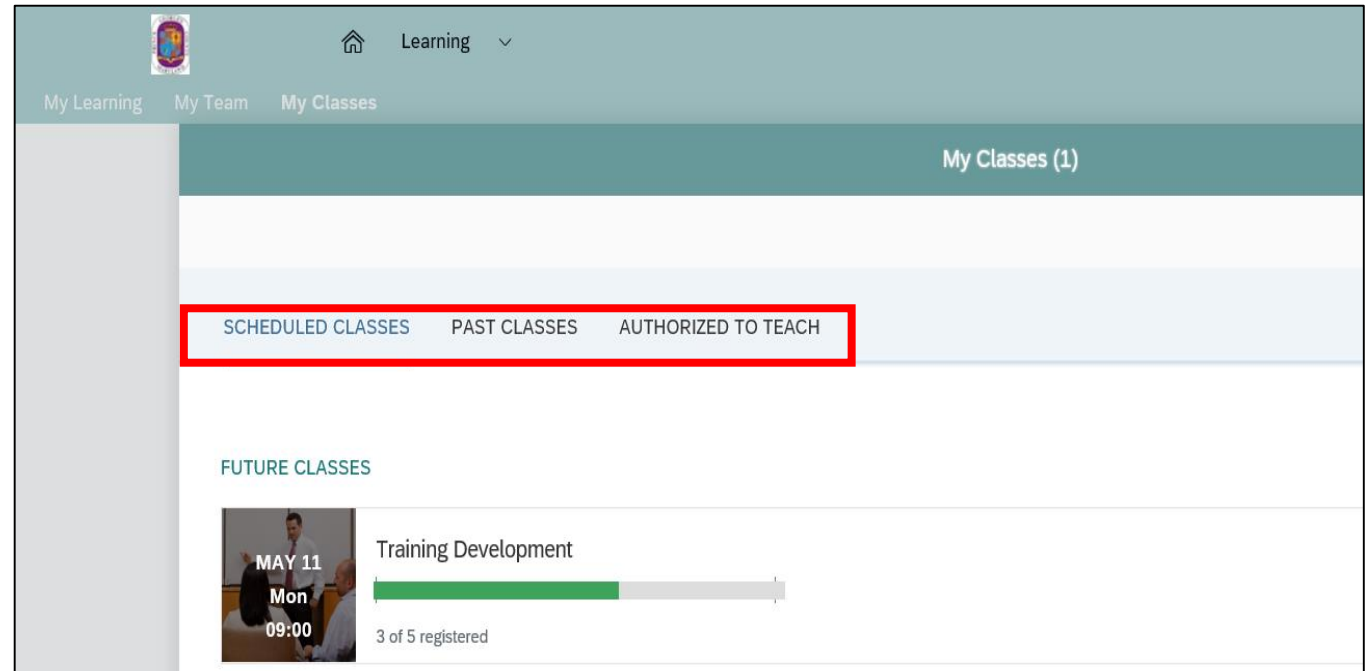 Learning
My Learning My Team My Classes
My Classes (1)
SCHEDULED CLASSES PAST CLASSES AUTHORIZED TO TEACH
FUTURE CLASSES
MAY 11
Mon
09:00
Training Development
3 of 5 registered